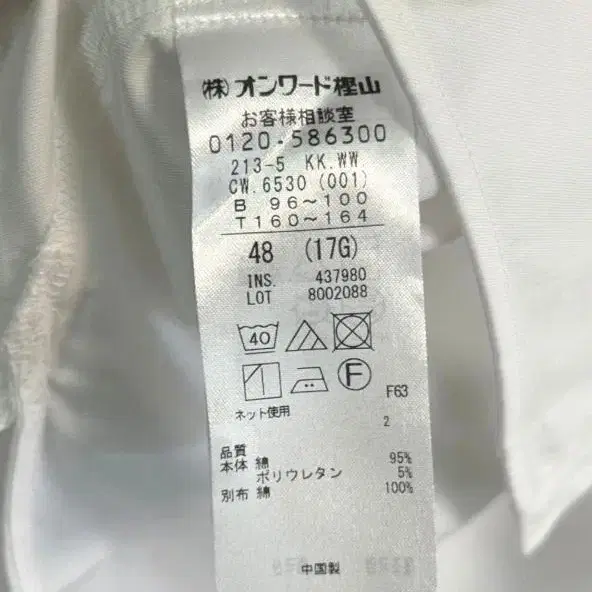 ㈱オンワード樫山
お客様相談室
0120-586300
213-5 KK.WW
CW.6530 (001)
B 96～100
T160～164
48 (17G)
INS. 437980
LOT 8002088
40
F
F63
ネット使用
2
品質
本体 綿 95%
ポリウレタン 5%
別布 綿 100%
中国製